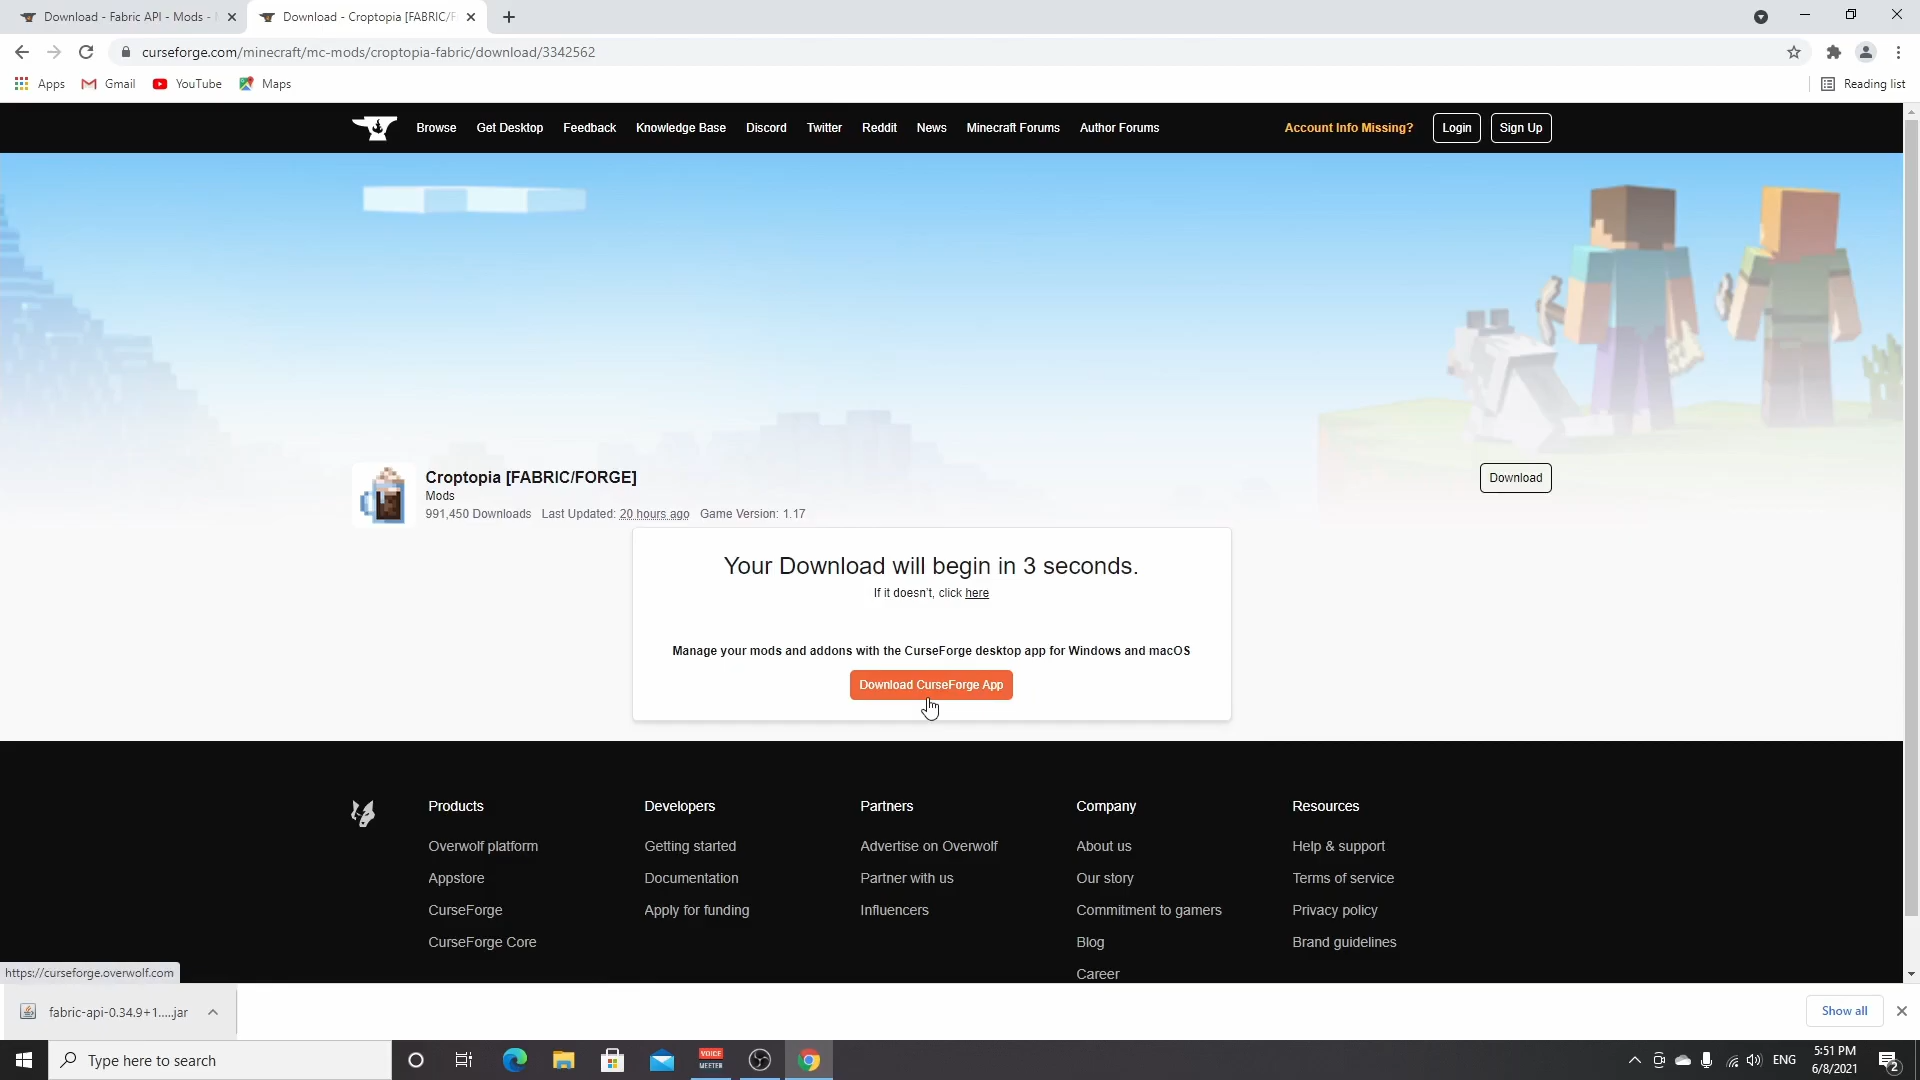 Download - Fabric API - Mods -
Download - Croptopia [FABRIC/F
curseforge.com/minecraft/mc-mods/croptopia-fabric/download/3342562
Apps
Gmail
YouTube
Maps
Reading list
Browse
Get Desktop
Feedback
Knowledge Base
Discord
Twitter
Reddit
News
Minecraft Forums
Author Forums
Account Info Missing?
Login
Sign Up
Croptopia [FABRIC/FORGE]
Mods
991,450 Downloads Last Updated: 20 hours ago Game Version: 1.17
Download
Your Download will begin in 3 seconds.
If it doesn't, click here
Manage your mods and addons with the CurseForge desktop app for Windows and macOS
Download CurseForge App
Products
Overwolf platform
Appstore
CurseForge
CurseForge Core
Developers
Getting started
Documentation
Apply for funding
Partners
Advertise on Overwolf
Partner with us
Influencers
Company
About us
Our story
Commitment to gamers
Blog
Career
Resources
Help & support
Terms of service
Privacy policy
Brand guidelines
https://curseforge.overwolf.com
fabric-api-0.34.9+1.....jar
Show all
Type here to search
VOICE
MEETER
ENG
5:51 PM
6/8/2021
2